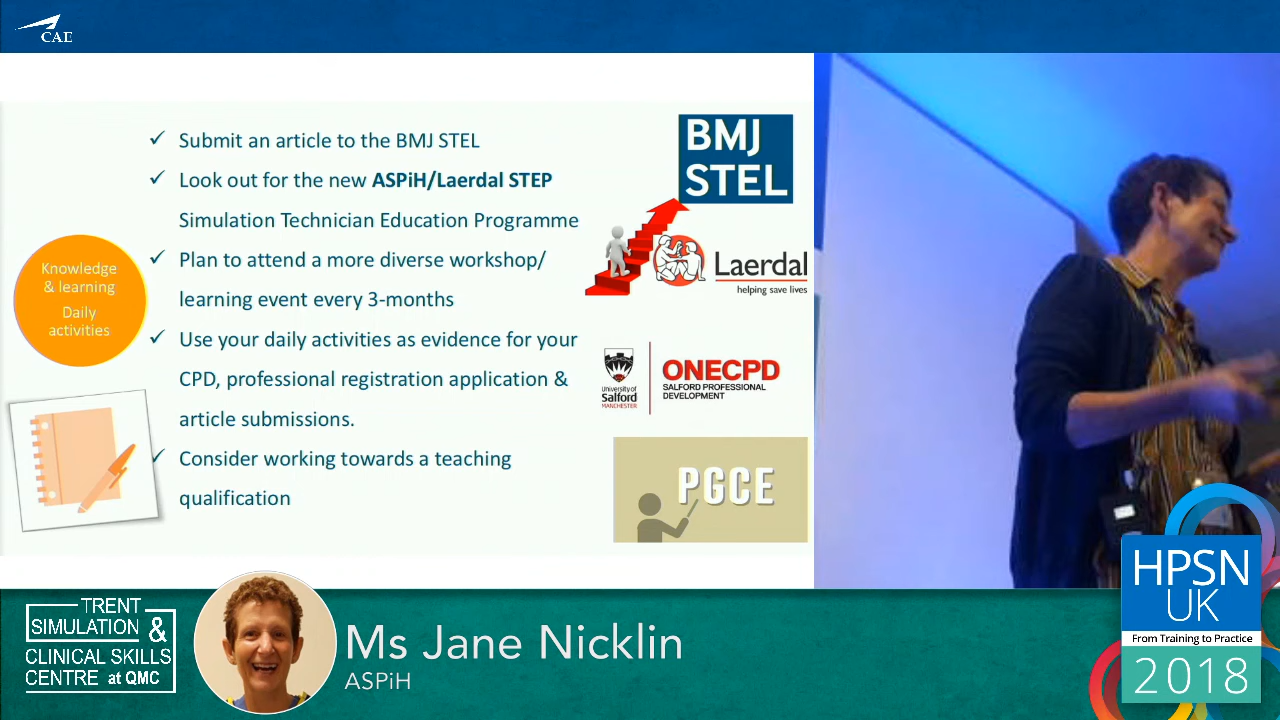 CAE
Submit an article to the BMJ STEL
Look out for the new ASPiH/Laerdal STEP
Simulation Technician Education Programme
Plan to attend a more diverse workshop/
learning event every 3-months
Use your daily activities as evidence for your
CPD, professional registration application &
article submissions.
Consider working towards a teaching
qualification
Knowledge
& learning
Daily
activities
BMJ
STEL
Laerdal
helping save lives
University of
Salford
MANCHESTER
ONECPD
SALFORD PROFESSIONAL
DEVELOPMENT
PGCE
TRENT
SIMULATION &
CLINICAL SKILLS
CENTRE at QMC
Ms Jane Nicklin
ASPiH
HPSN
UK
From Training to Practice
2018